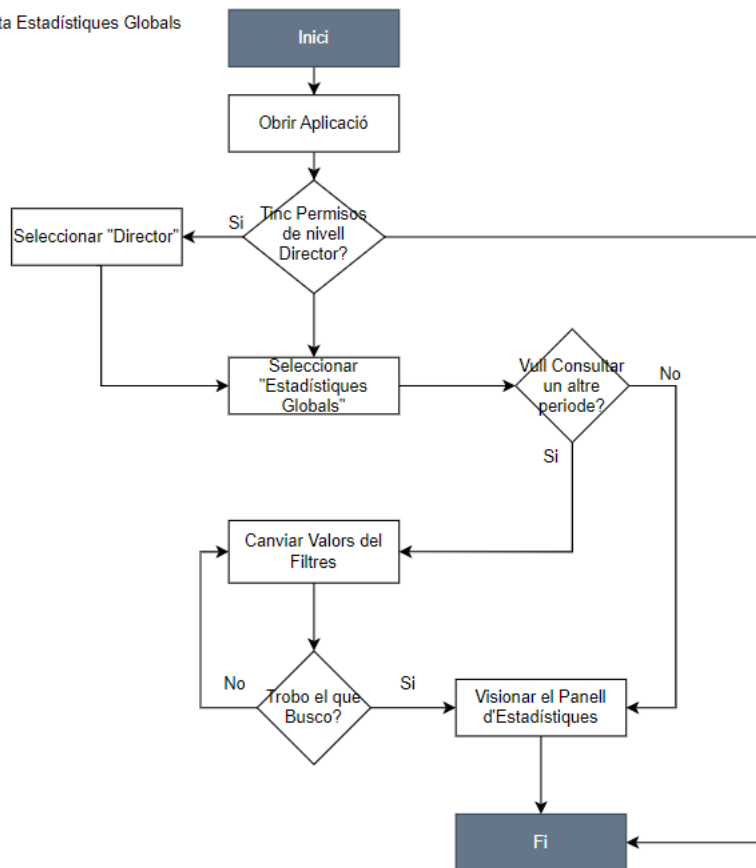 ta Estadístiques Globals
Inici
Obrir Aplicació
Tinc Permisos
de nivell
Director?
Si
Seleccionar "Director"
Seleccionar
"Estadístiques
Globals"
Vull Consultar
un altre
periode?
No
Si
Canviar Valors del
Filtres
Trobo el que
Busco?
No
Si
Visionar el Panell
d'Estadístiques
Fi